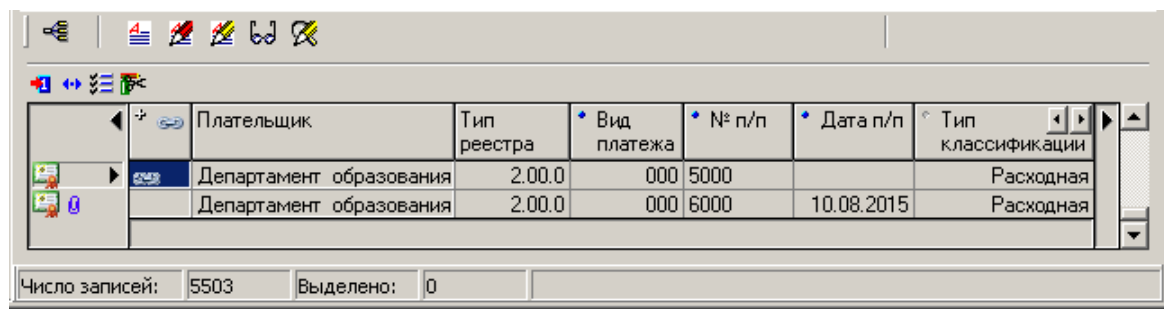 Плательщик Тип реестра Вид платежа № п/п Дата п/п Тип классификации
Департамент образования 2.00.0 000 5000 Расходная
Департамент образования 2.00.0 000 6000 10.08.2015 Расходная
Число записей: 5503 Выделено: 0